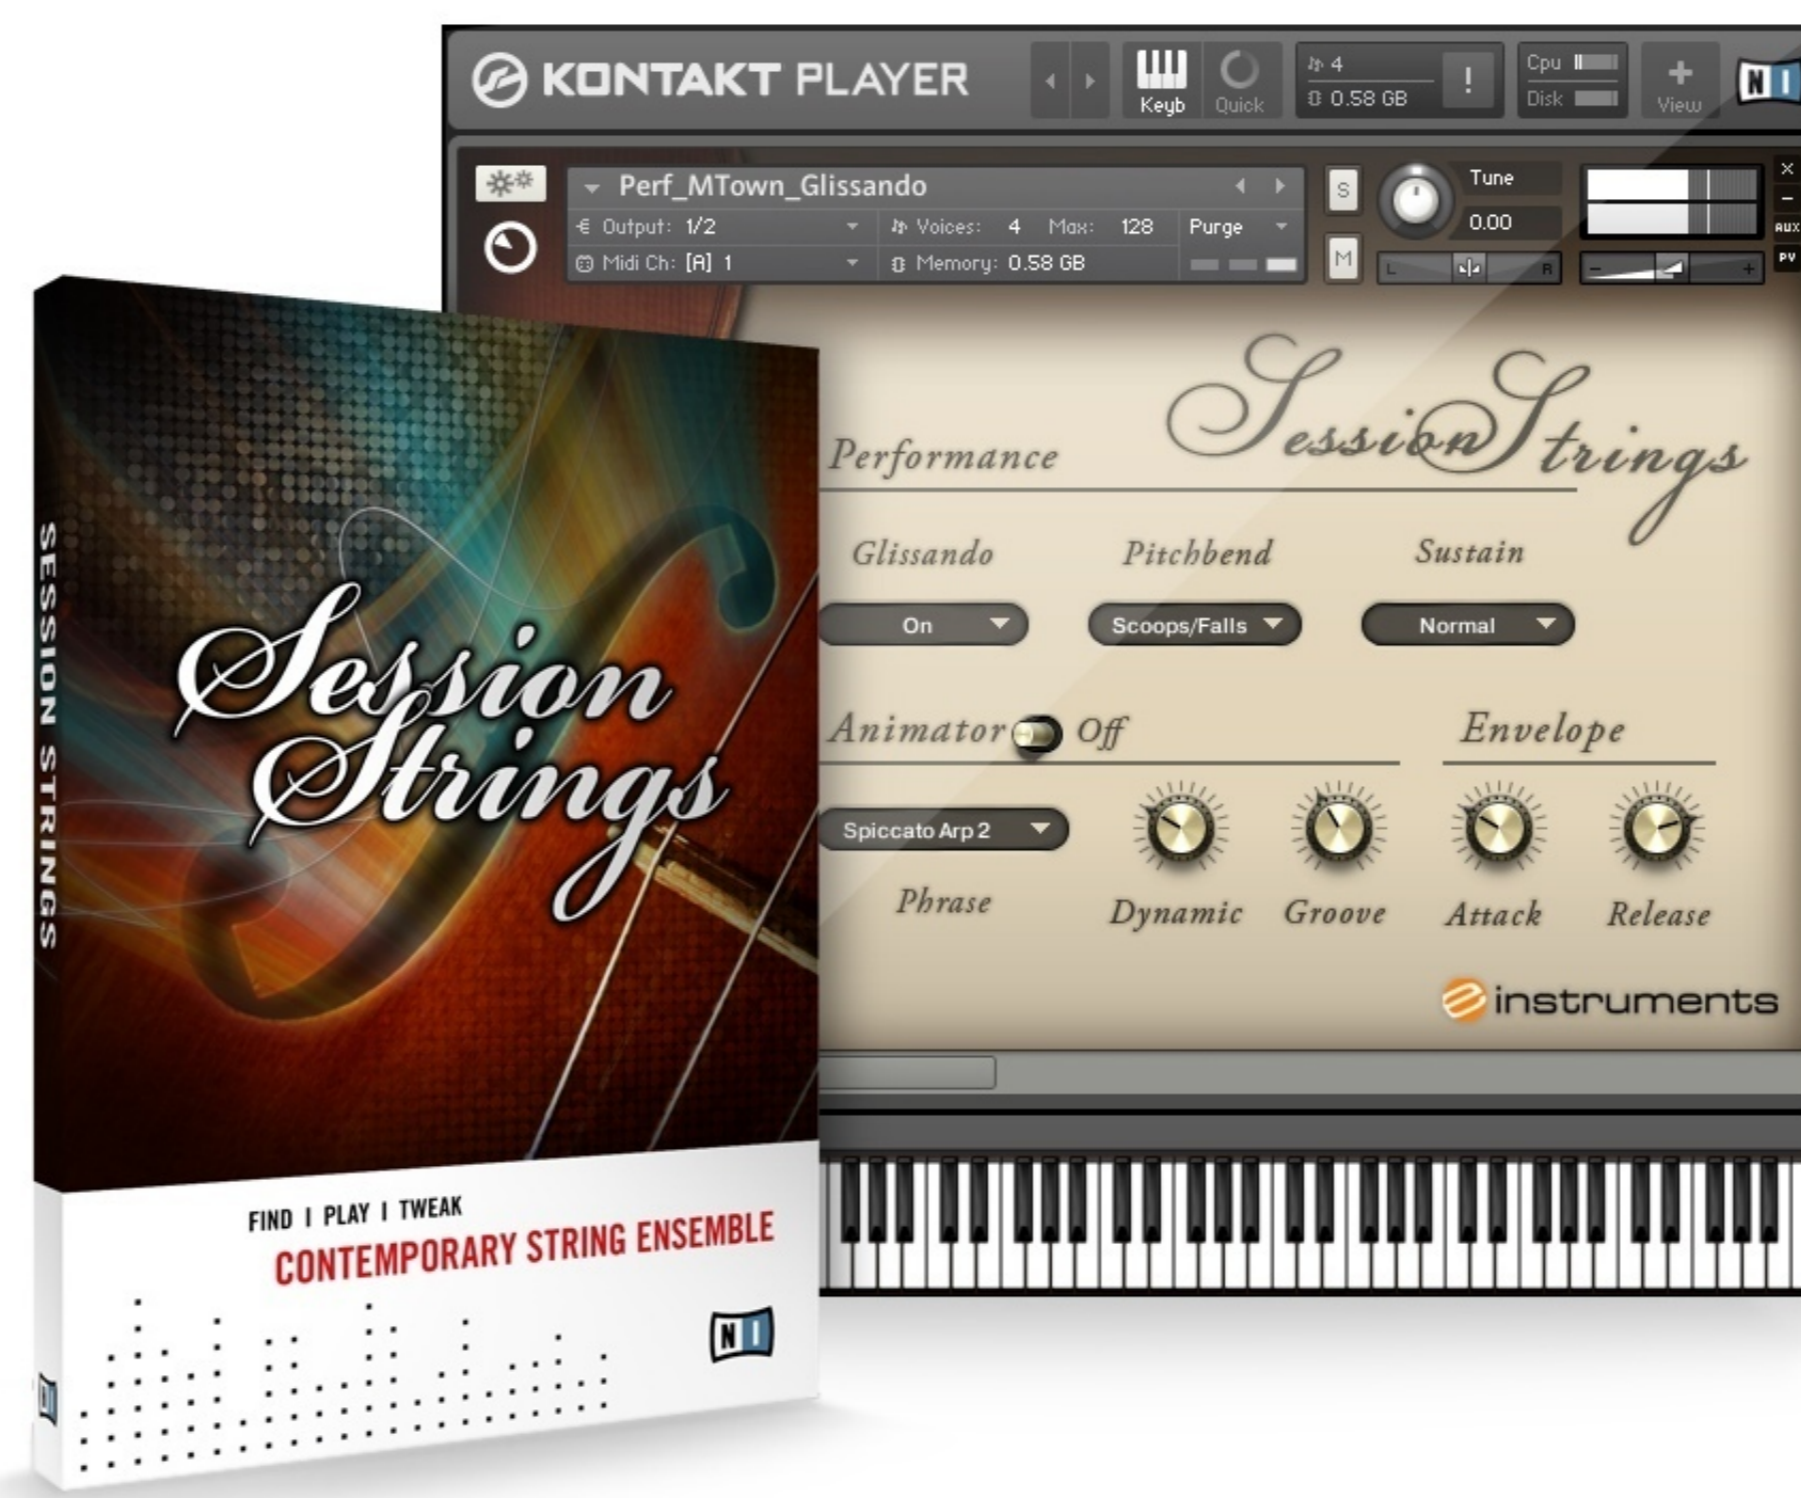 KONTAKT PLAYER
Keyb
Quick
4
0.58 GB
!
Cpu
Disk
+
View
NI
Perf_MTown_Glissando
S
Tune
0.00
X
-
AUX
PV
Output: 1/2
Voices: 4 Max: 128
Purge
Midi Ch: [A] 1
Memory: 0.58 GB
M
L
R
-
+
Session Strings
Performance
Glissando
Pitchbend
Sustain
On
Scoops/Falls
Normal
Animator
Off
Envelope
Spiccato Arp 2
Phrase
Dynamic
Groove
Attack
Release
e instruments
SESSION STRINGS
Session
Strings
FIND | PLAY | TWEAK
CONTEMPORARY STRING ENSEMBLE
NI
NI